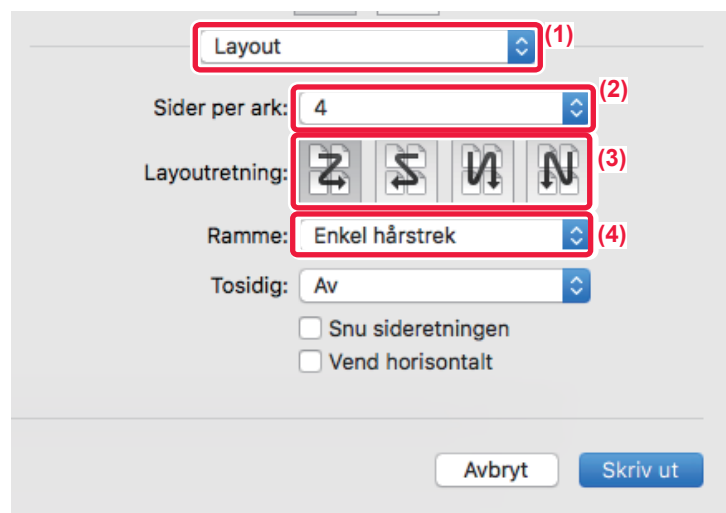 Layout (1)
Sider per ark: 4 (2)
Layoutretning: (3)
Ramme: Enkel hårstrek (4)
Tosidig: Av
Snu sideretningen
Vend horisontalt
Avbryt Skriv ut